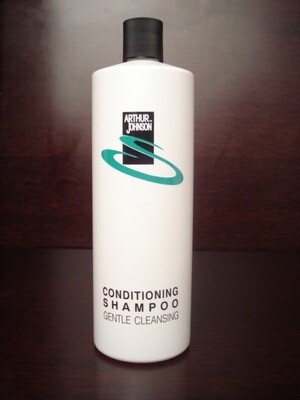 ARTHUR
JOHNSON
CONDITIONING
SHAMPOO
GENTLE CLEANSING